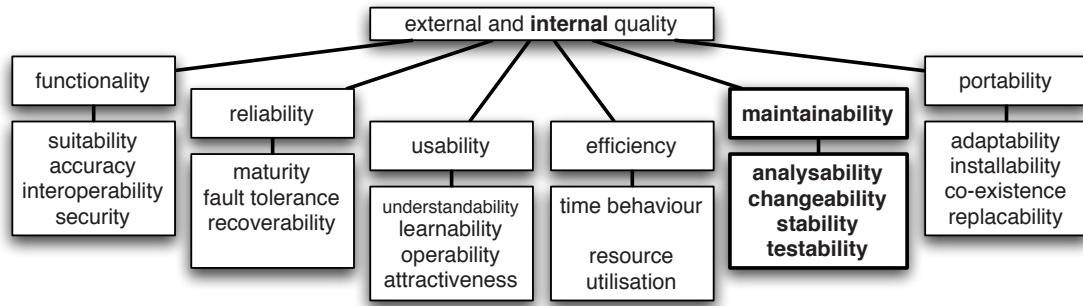 external and internal quality
functionality
suitability
accuracy
interoperability
security
reliability
maturity
fault tolerance
recoverability
usability
understandability
learnability
operability
attractiveness
efficiency
time behaviour
resource
utilisation
maintainability
analysability
changeability
stability
testability
portability
adaptability
installability
co-existence
replacability